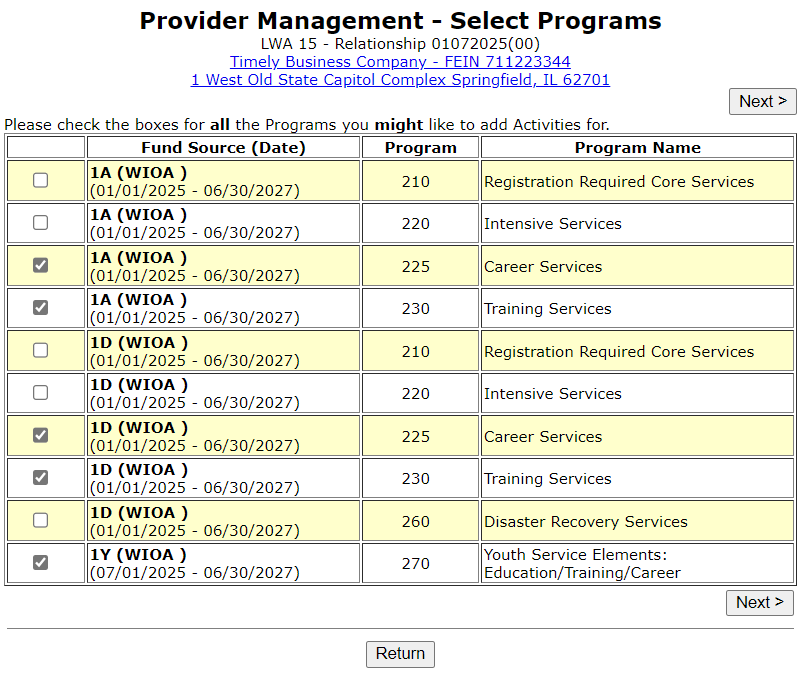 Provider Management - Select Programs
LWA 15 - Relationship 01072025(00)
Timely Business Company - FEIN 711223344
1 West Old State Capitol Complex Springfield, IL 62701
Next >
Please check the boxes for all the Programs you might like to add Activities for.
Fund Source (Date) Program Program Name
1A (WIOA )
(01/01/2025 - 06/30/2027) 210 Registration Required Core Services
1A (WIOA )
(01/01/2025 - 06/30/2027) 220 Intensive Services
1A (WIOA )
(01/01/2025 - 06/30/2027) 225 Career Services
1A (WIOA )
(01/01/2025 - 06/30/2027) 230 Training Services
1D (WIOA )
(01/01/2025 - 06/30/2027) 210 Registration Required Core Services
1D (WIOA )
(01/01/2025 - 06/30/2027) 220 Intensive Services
1D (WIOA )
(01/01/2025 - 06/30/2027) 225 Career Services
1D (WIOA )
(01/01/2025 - 06/30/2027) 230 Training Services
1D (WIOA )
(01/01/2025 - 06/30/2027) 260 Disaster Recovery Services
1Y (WIOA )
(07/01/2025 - 06/30/2027) 270 Youth Service Elements:
Education/Training/Career
Next >
Return